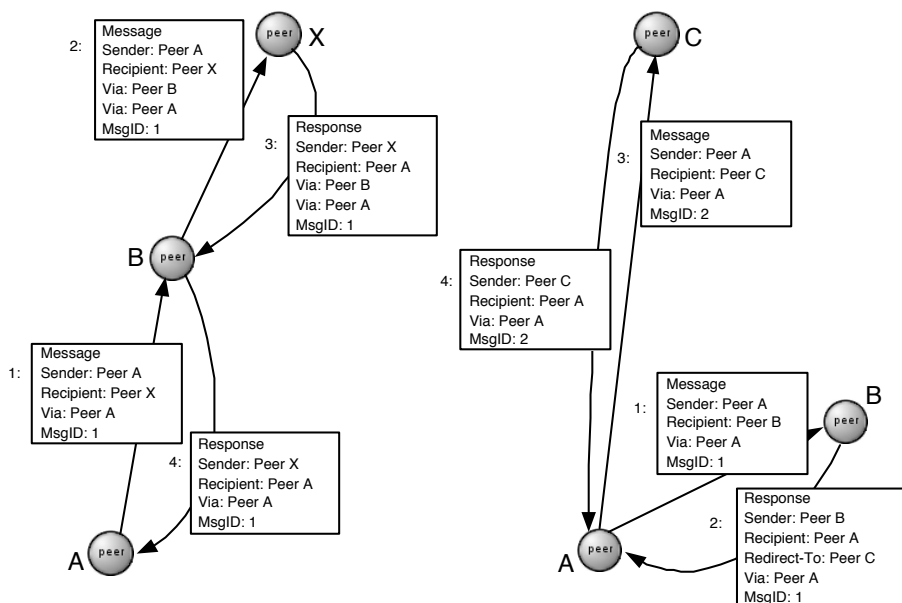 peer
X
2:
Message
Sender: Peer A
Recipient: Peer X
Via: Peer B
Via: Peer A
MsgID: 1
3:
Response
Sender: Peer X
Recipient: Peer A
Via: Peer B
Via: Peer A
MsgID: 1
B
peer
1:
Message
Sender: Peer A
Recipient: Peer X
Via: Peer A
MsgID: 1
4:
Response
Sender: Peer X
Recipient: Peer A
Via: Peer A
MsgID: 1
A
peer
peer
C
3:
Message
Sender: Peer A
Recipient: Peer C
Via: Peer A
MsgID: 2
4:
Response
Sender: Peer C
Recipient: Peer A
Via: Peer A
MsgID: 2
1:
Message
Sender: Peer A
Recipient: Peer B
Via: Peer A
MsgID: 1
B
peer
2:
Response
Sender: Peer B
Recipient: Peer A
Redirect-To: Peer C
Via: Peer A
MsgID: 1
A
peer